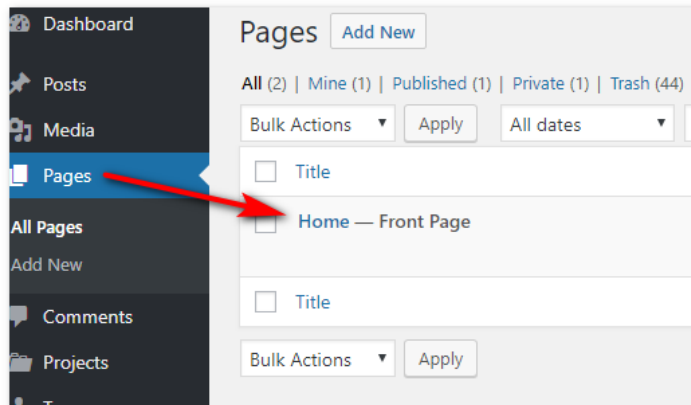 Dashboard
Posts
Media
Pages
All Pages
Add New
Comments
Projects
Pages Add New
All (2) | Mine (1) | Published (1) | Private (1) | Trash (44)
Bulk Actions Apply All dates
Title
Home — Front Page
Title
Bulk Actions Apply